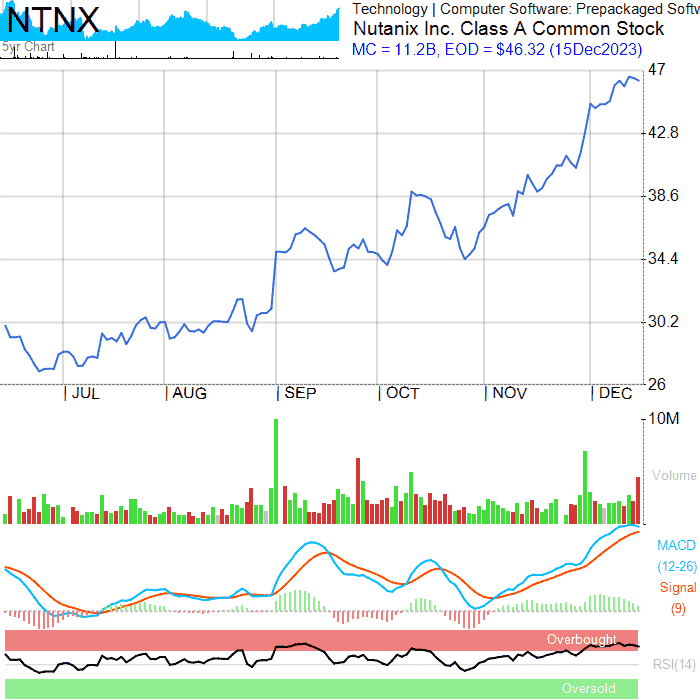 NTNX
5yr Chart
Technology | Computer Software: Prepackaged Softw
Nutanix Inc. Class A Common Stock
MC = 11.2B, EOD = $46.32 (15Dec2023)
47
42.8
38.6
34.4
30.2
26
JUL
AUG
SEP
OCT
NOV
DEC
10M
Volume
MACD
(12-26)
Signal
(9)
Overbought
RSI(14)
Oversold